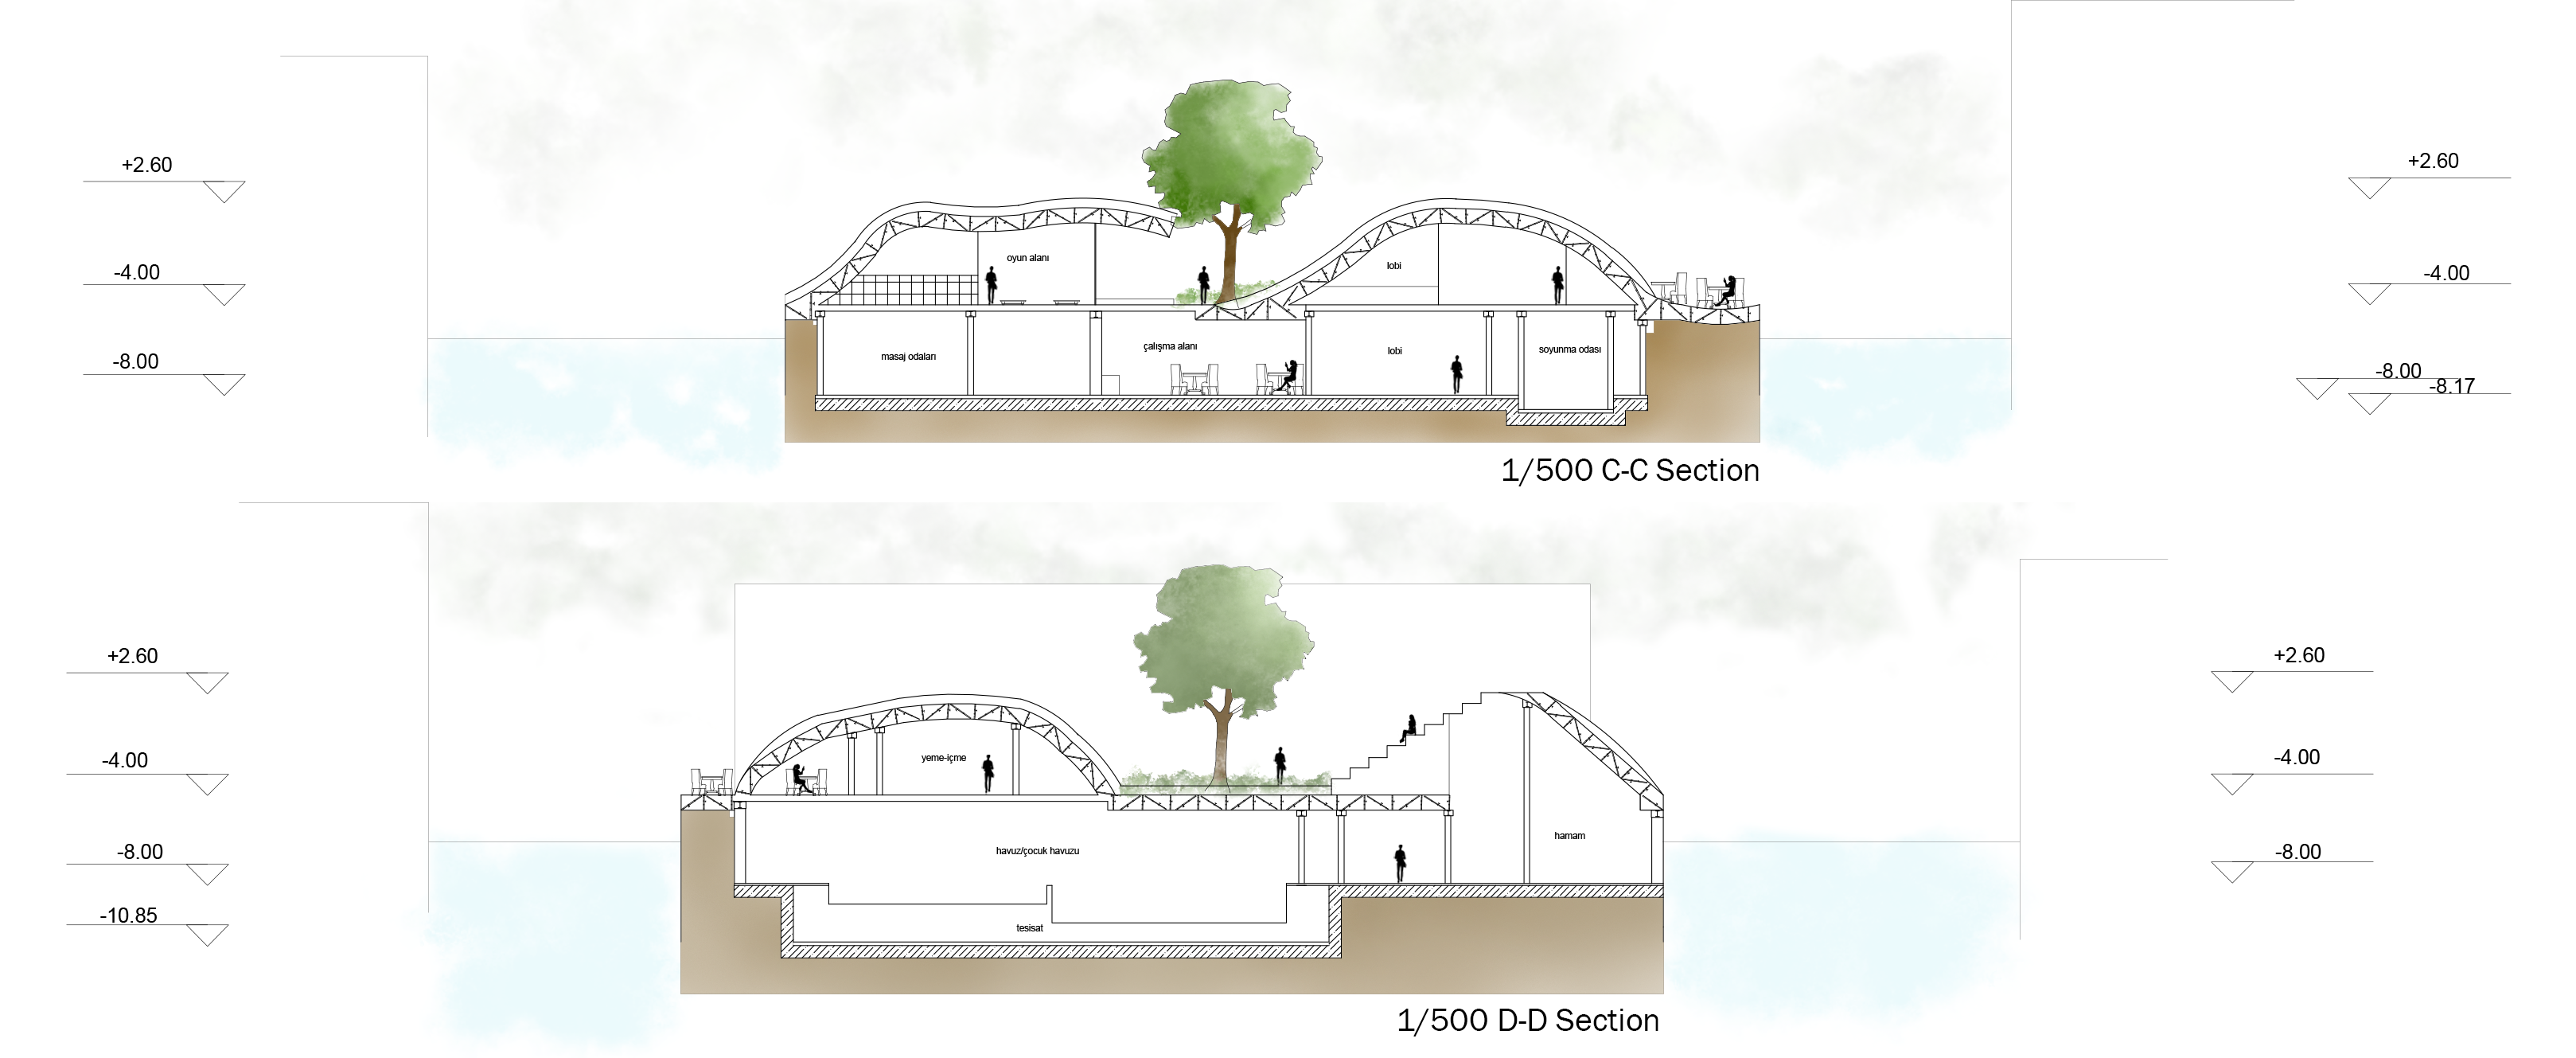 +2.60
+2.60
oyun alanı
lobi
-4.00
-4.00
masaj odaları
çalışma alanı
lobi
soyunma odası
-8.00
-8.00
-8.17
1/500 C-C Section
+2.60
+2.60
yeme-içme
-4.00
-4.00
hamam
havuz/çocuk havuzu
-8.00
-8.00
-10.85
tesisat
1/500 D-D Section